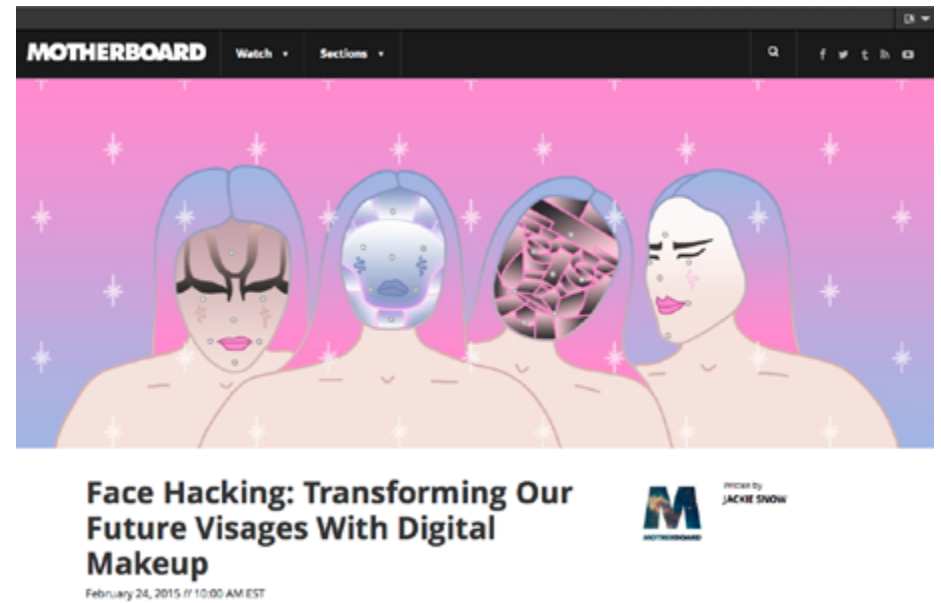 MOTHERBOARD Watch Sections
Face Hacking: Transforming Our
Future Visages With Digital
Makeup
February 24, 2015 // 10:00 AM EST
MOTHERBOARD
Written by
JACKIE SNOW